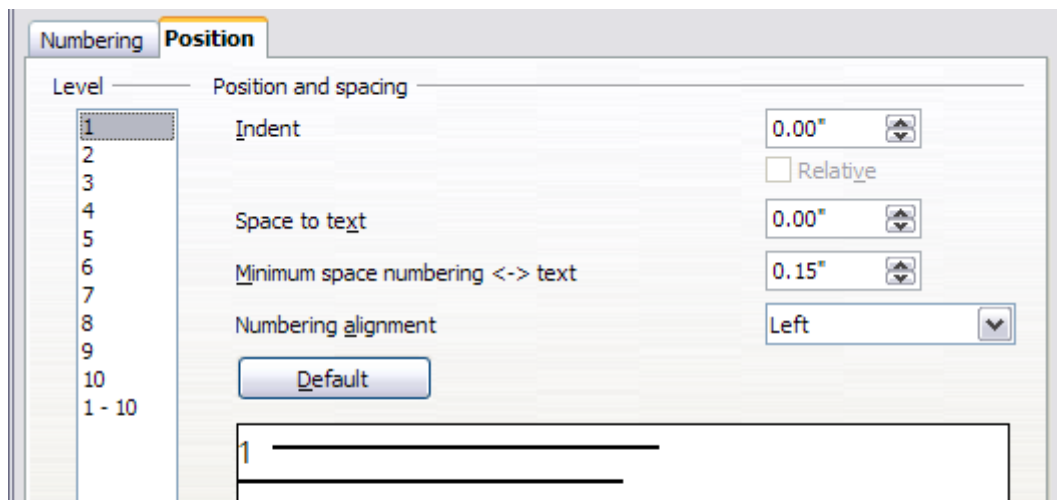 Numbering Position
Level Position and spacing
1 Indent 0.00"
2 Relative
3
4 Space to text 0.00"
5
6 Minimum space numbering <-> text 0.15"
7
8 Numbering alignment Left
9
10 Default
1 - 10
1